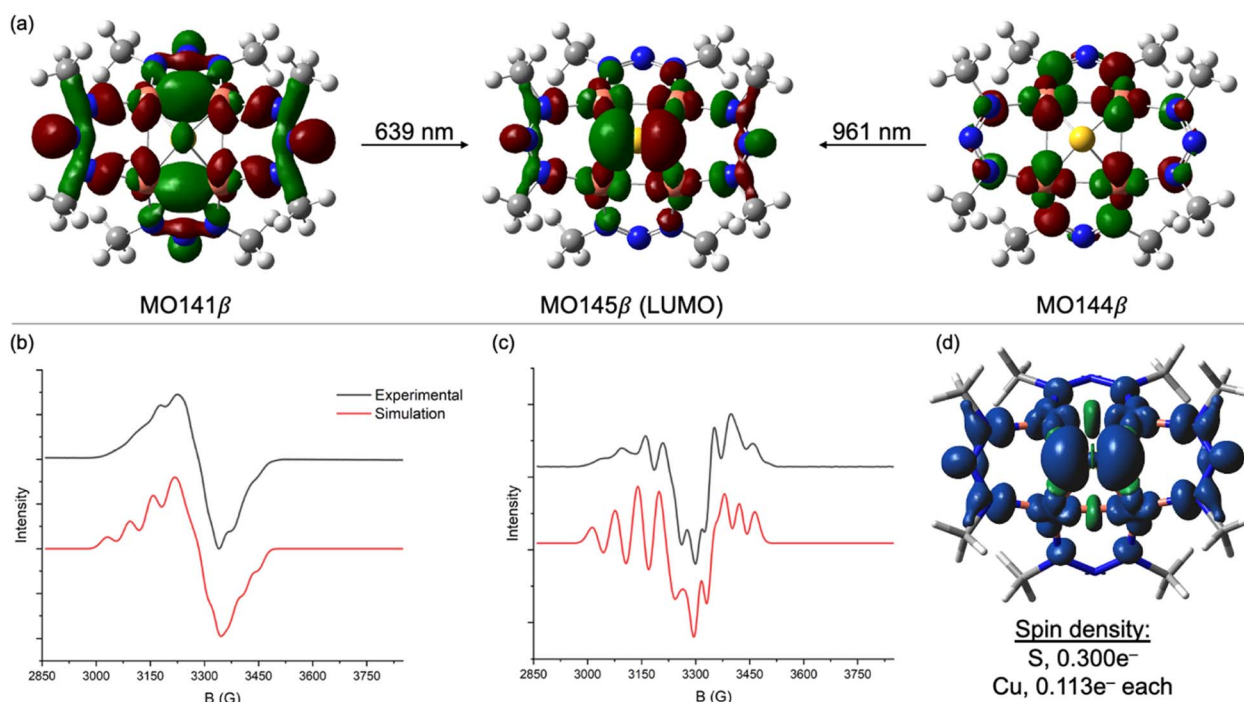 (a)
639 nm
961 nm
MO141β
MO145β (LUMO)
MO144β
(b)
Experimental
Simulation
Intensity
2850 3000 3150 3300 3450 3600 3750
B (G)
(c)
Intensity
2850 3000 3150 3300 3450 3600 3750
B (G)
(d)
Spin density:
S, 0.300e⁻
Cu, 0.113e⁻ each